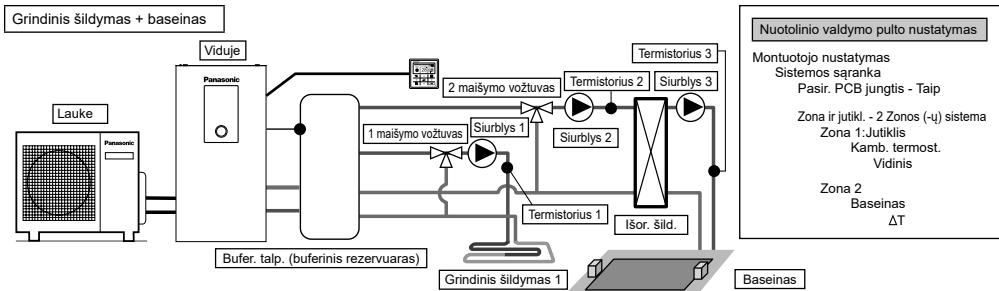 Grindinis šildymas + baseinas
Viduje
Panasonic
Lauke
Panasonic
2 maišymo vožtuvas
Termistorius 2
Siurblys 3
Termistorius 3
1 maišymo vožtuvas
Siurblys 1
Siurblys 2
Termistorius 1
Išor. šild.
Bufer. talp. (buferinis rezervuaras)
Grindinis šildymas 1
Baseinas
Nuotolinio valdymo pulto nustatymas
Montuotojo nustatymas
Sistemos sąranka
Pasir. PCB jungtis - Taip
Zona ir jutikl. - 2 Zonos (-ų) sistema
Zona 1:Jutiklis
Kamb. termost.
Vidinis
Zona 2
Baseinas
ΔT